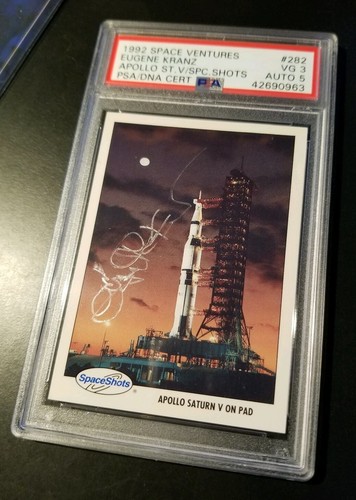 1992 SPACE VENTURES #282
EUGENE KRANZ VG 3
APOLLO ST.V/SPC.SHOTS AUTO 5
PSA/DNA CERT PSA 42690963
SpaceShots
APOLLO SATURN V ON PAD